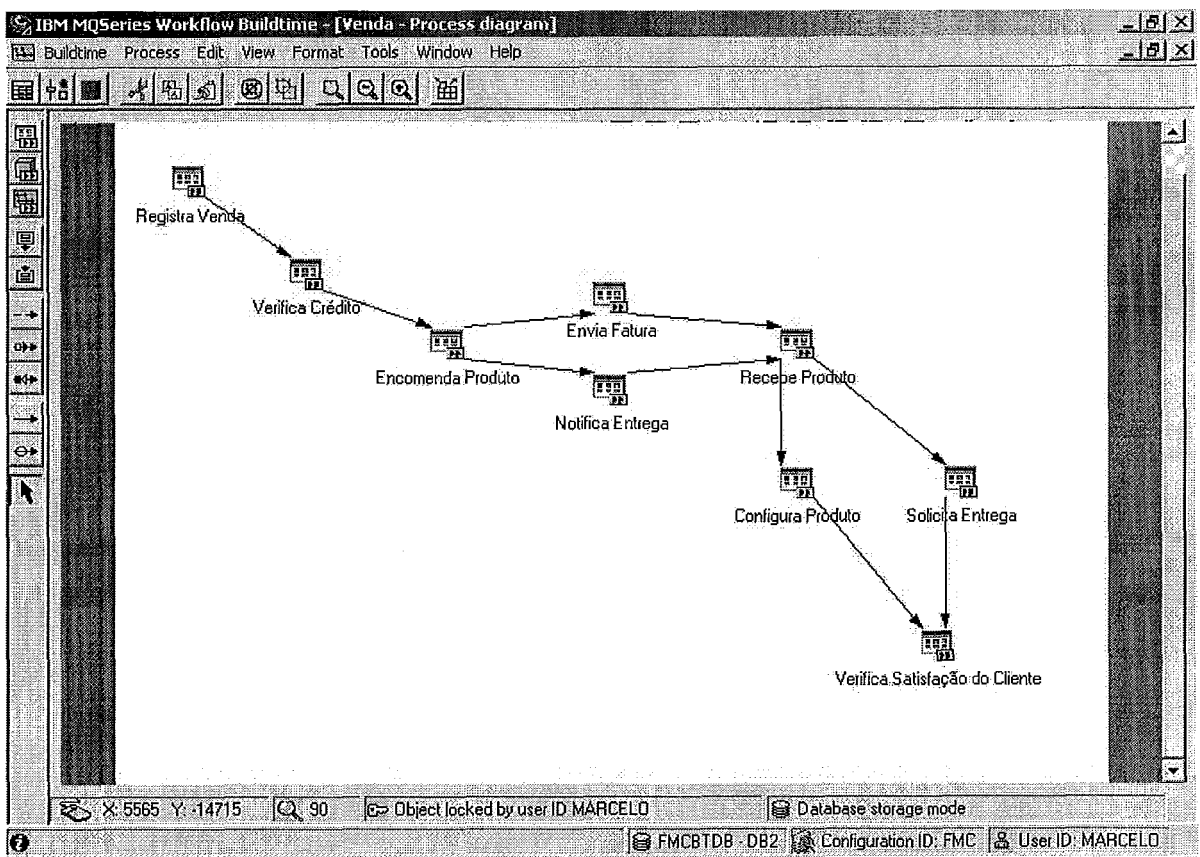 IBM MQSeries Workflow Buildtime - [Venda - Process diagram]
Buildtime Process Edit View Format Tools Window Help
Registra Venda
Verifica Crédito
Envia Fatura
Encomenda Produto
Recebe Produto
Notifica Entrega
Configura Produto
Solicita Entrega
Verifica Satisfação do Cliente
X: 5565 Y: -14715 90 Object locked by user ID MARCELO Database storage mode
FMCBTDB - DB2 Configuration ID: FMC User ID: MARCELO